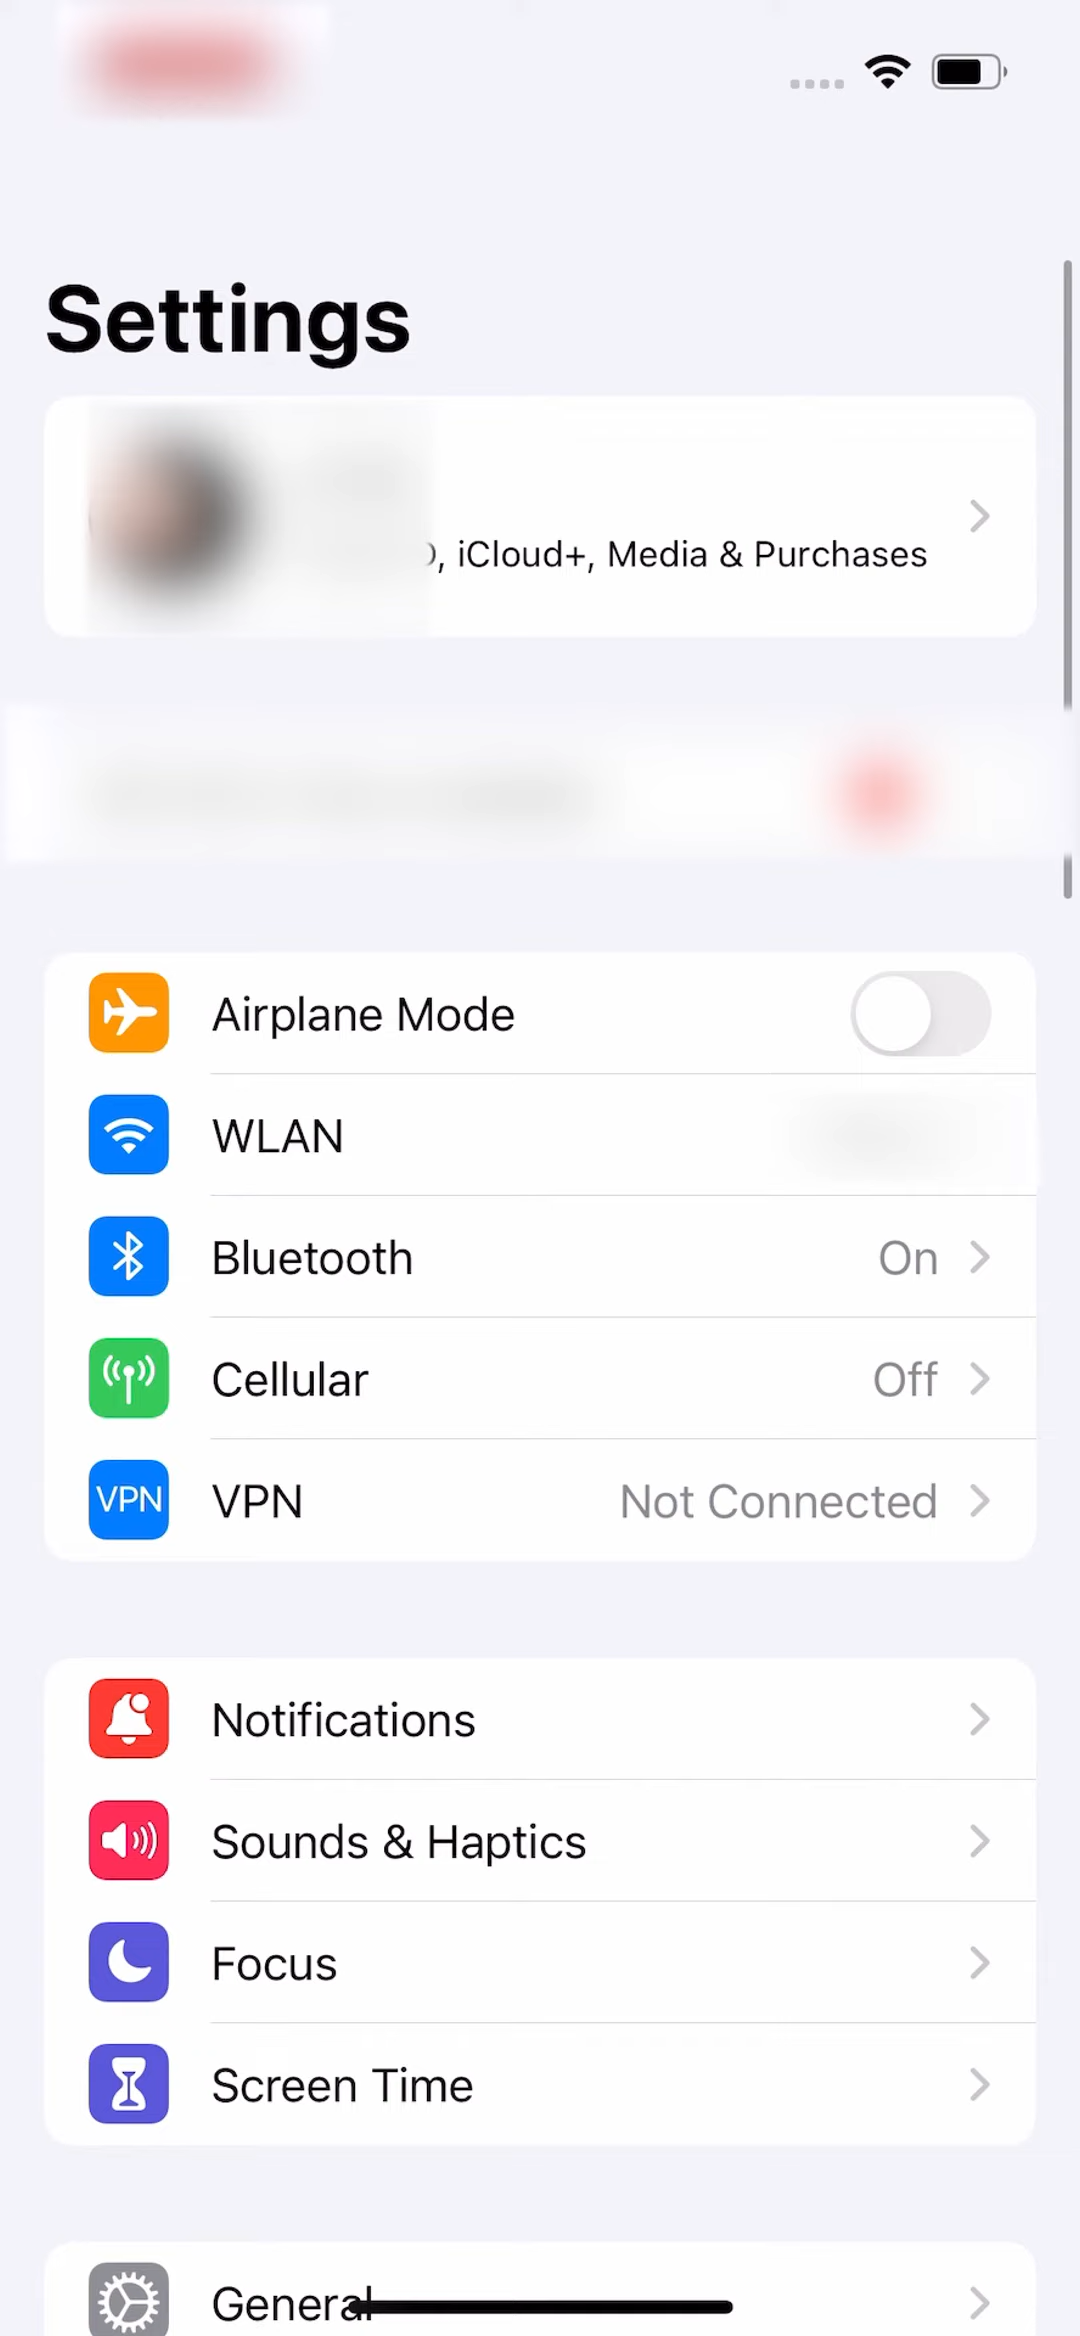 Settings
, iCloud+, Media & Purchases
Airplane Mode
WLAN
Bluetooth On
Cellular Off
VPN VPN Not Connected
Notifications
Sounds & Haptics
Focus
Screen Time
General